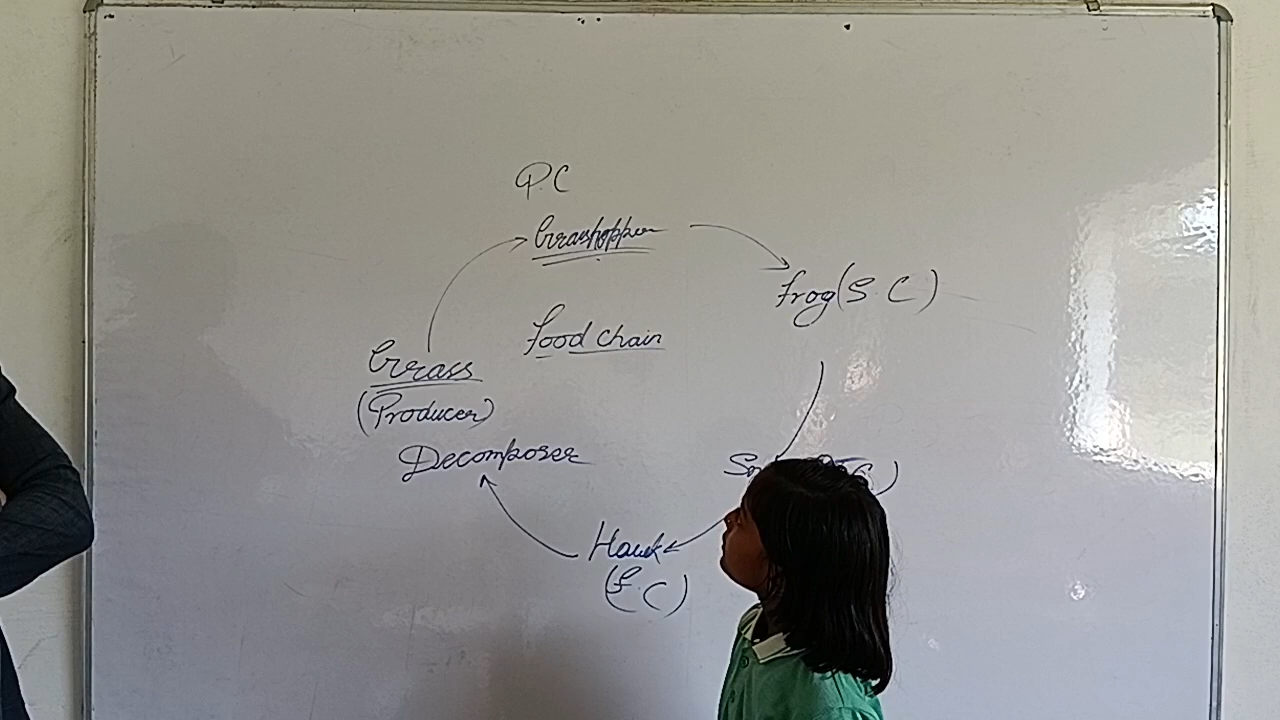 P.C
Grasshopper
frog (S.C)
food chain
Grass
(Producer)
Decomposer
Hawk
(F.C)